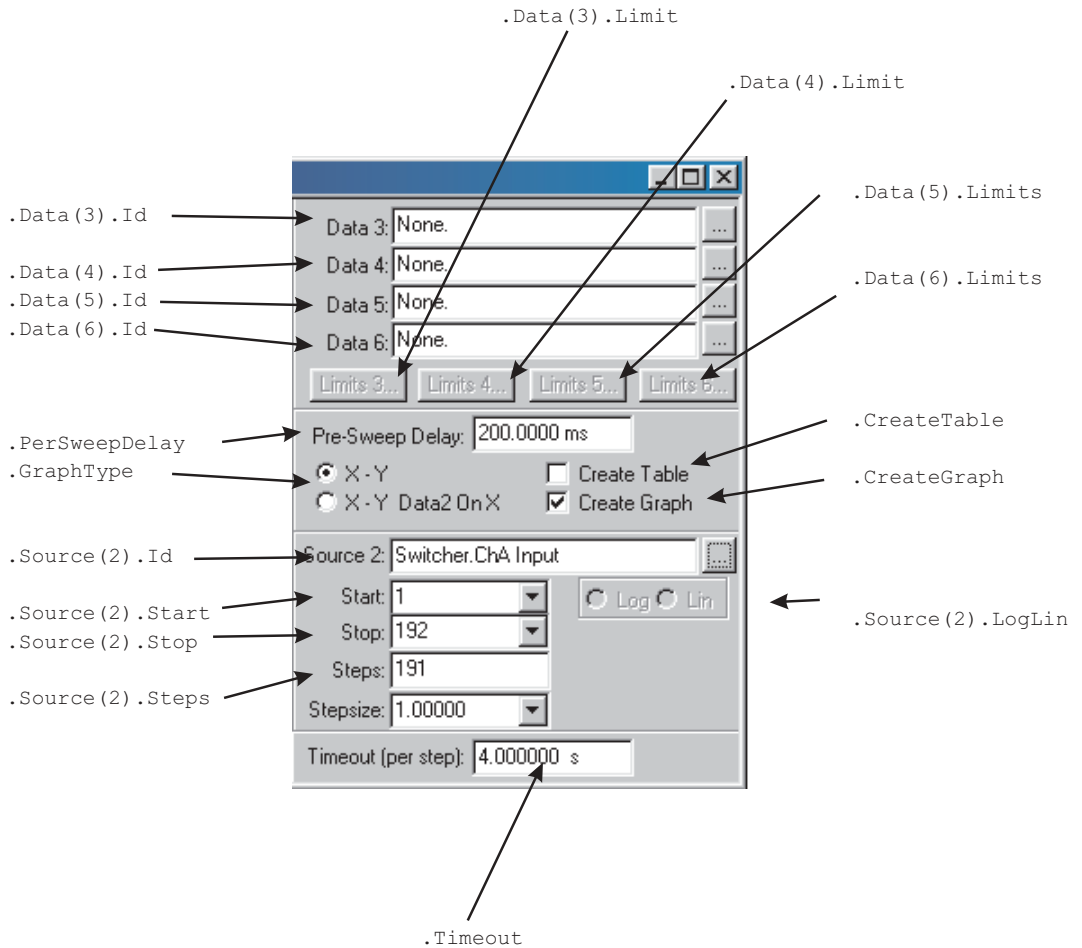 .Data(3).Limit
.Data(4).Limit
.Data(3).Id
.Data(4).Id
.Data(5).Id
.Data(6).Id
.Data(5).Limits
.Data(6).Limits
Data 3: None. ...
Data 4: None. ...
Data 5: None. ...
Data 6: None. ...
Limits 3... Limits 4... Limits 5... Limits 6...
.PerSweepDelay
.GraphType
Pre-Sweep Delay: 200.0000 ms
X - Y Create Table
X - Y Data2 On X Create Graph
.CreateTable
.CreateGraph
.Source(2).Id
Source 2: Switcher.ChA Input ...
.Source(2).Start
.Source(2).Stop
.Source(2).Steps
Start: 1 Log Lin
Stop: 192
Steps: 191
Stepsize: 1.00000
.Source(2).LogLin
Timeout (per step): 4.000000 s
.Timeout